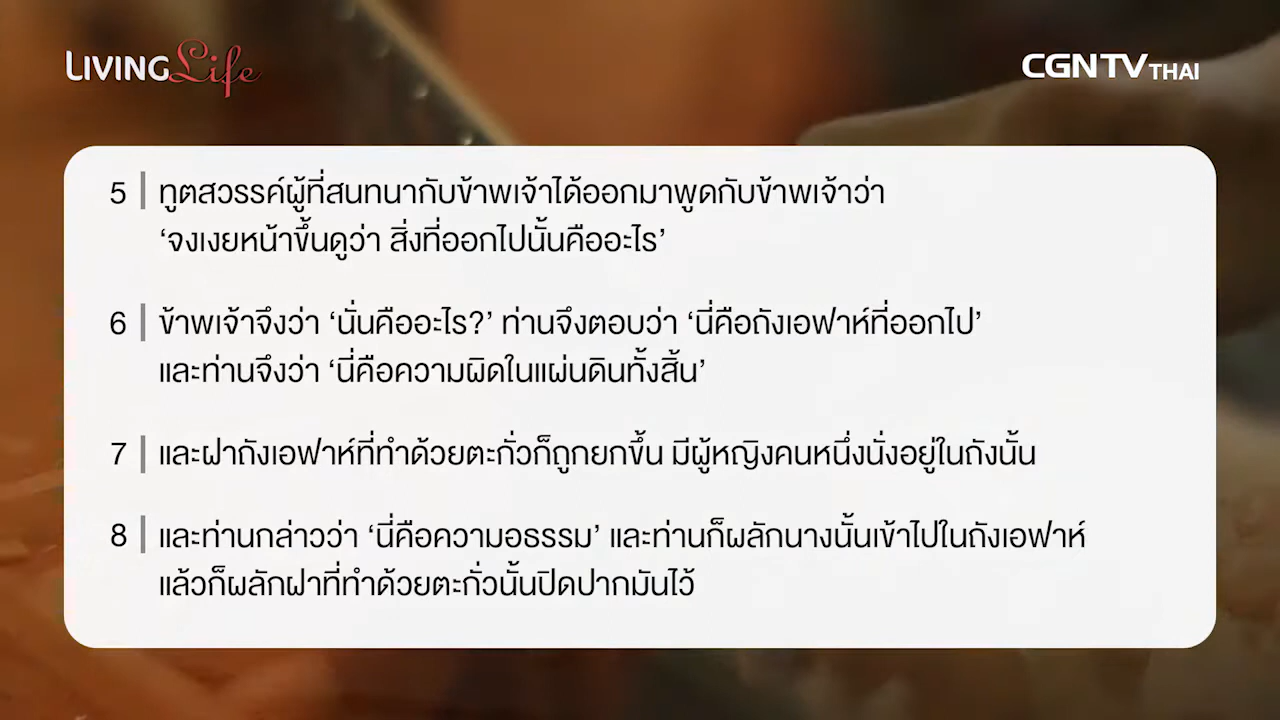 LIVING Life
CGNTV THAI
5 ทูตสวรรค์ผู้ที่สนทนากับข้าพเจ้าได้ออกมาพูดกับข้าพเจ้าว่า
‘จงเงยหน้าขึ้นดูว่า สิ่งที่ออกไปนั้นคืออะไร’
6 ข้าพเจ้าจึงว่า ‘นั่นคืออะไร?’ ท่านจึงตอบว่า ‘นี่คือถังเอฟาห์ที่ออกไป’
และท่านจึงว่า ‘นี่คือความผิดในแผ่นดินทั้งสิ้น’
7 และฝาถังเอฟาห์ที่ทำด้วยตะกั่วก็ถูกยกขึ้น มีผู้หญิงคนหนึ่งนั่งอยู่ในถังนั้น
8 และท่านกล่าวว่า ‘นี่คือความอธรรม’ และท่านก็ผลักนางนั้นเข้าไปในถังเอฟาห์
แล้วก็ผลักฝาที่ทำด้วยตะกั่วนั้นปิดปากมันไว้